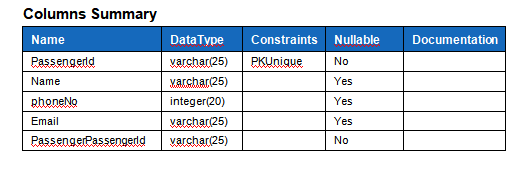 Columns Summary
Name DataType Constraints Nullable Documentation
PassengerId varchar(25) PKUnique No
Name varchar(25) Yes
phoneNo integer(20) Yes
Email varchar(25) Yes
PassengerPassengerId varchar(25) No